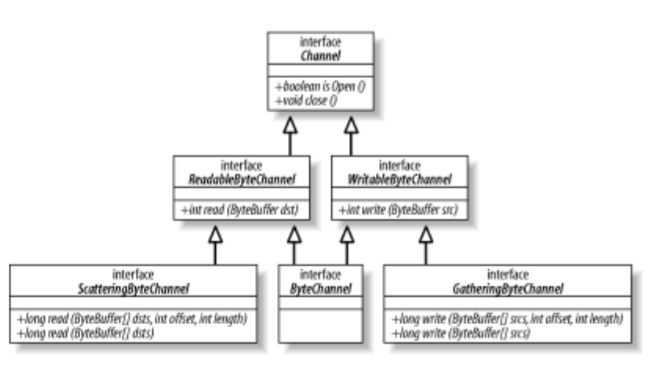 interface
Channel
+boolean is Open ()
+void close ()
interface
ReadableByteChannel
+int read (ByteBuffer dst)
interface
WritableByteChannel
+int write (ByteBuffer src)
interface
ScatteringByteChannel
+long read (ByteBuffer[] dsts, int offset, int length)
+long read (ByteBuffer[] dsts)
interface
ByteChannel
interface
GatheringByteChannel
+long write (ByteBuffer[] srcs, int offset, int length)
+long write (ByteBuffer[] srcs)